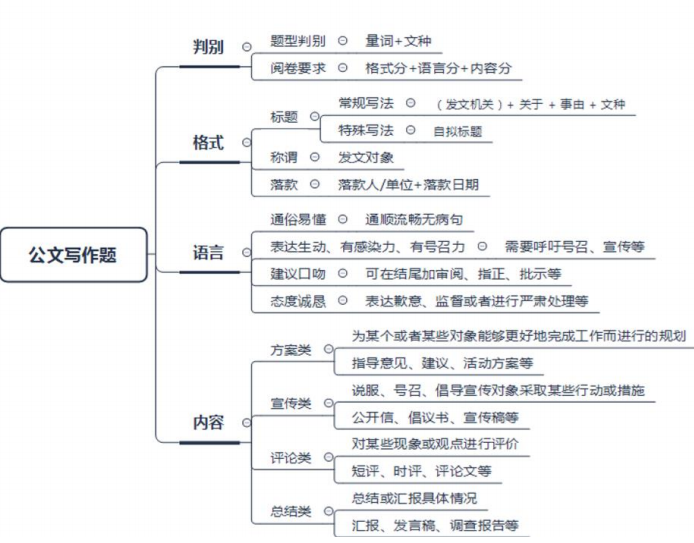 公文写作题
判别
题型判别
量词+文种
阅卷要求
格式分+语言分+内容分
格式
标题
常规写法
（发文机关）+ 关于 + 事由 + 文种
特殊写法
自拟标题
称谓
发文对象
落款
落款人/单位+落款日期
语言
通俗易懂
通顺流畅无病句
表达生动、有感染力、有号召力
需要呼吁号召、宣传等
建议口吻
可在结尾加审阅、指正、批示等
态度诚恳
表达歉意、监督或者进行严肃处理等
内容
方案类
为某个或者某些对象能够更好地完成工作而进行的规划
指导意见、建议、活动方案等
宣传类
说服、号召、倡导宣传对象采取某些行动或措施
公开信、倡议书、宣传稿等
评论类
对某些现象或观点进行评价
短评、时评、评论文等
总结类
总结或汇报具体情况
汇报、发言稿、调查报告等